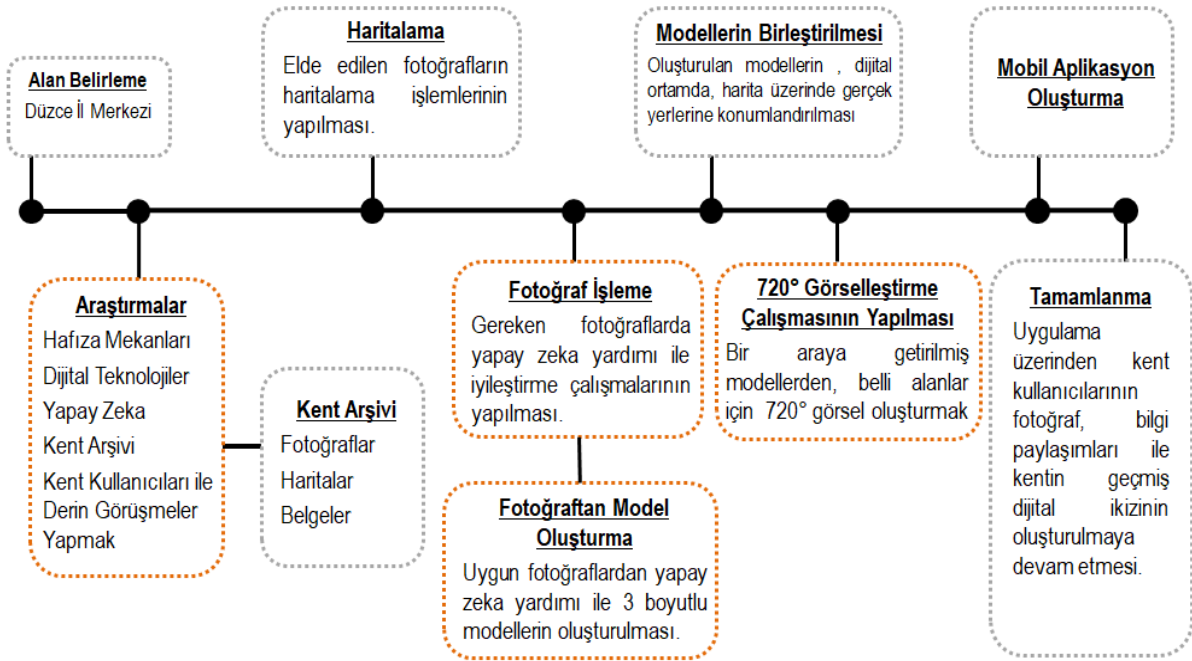 Alan Belirleme
Düzce İl Merkezi
Haritalama
Elde edilen fotoğrafların
haritalama işlemlerinin
yapılması.
Modellerin Birleştirilmesi
Oluşturulan modellerin , dijital
ortamda, harita üzerinde gerçek
yerlerine konumlandırılması
Mobil Aplikasyon
Oluşturma
Araştırmalar
Hafıza Mekanları
Dijital Teknolojiler
Yapay Zeka
Kent Arşivi
Kent Kullanıcıları ile
Derin Görüşmeler
Yapmak
Kent Arşivi
Fotoğraflar
Haritalar
Belgeler
Fotoğraf İşleme
Gereken fotoğraflarda
yapay zeka yardımı ile
iyileştirme çalışmalarının
yapılması.
Fotoğraftan Model
Oluşturma
Uygun fotoğraflardan yapay
zeka yardımı ile 3 boyutlu
modellerin oluşturulması.
720° Görselleştirme
Çalışmasının Yapılması
Bir araya getirilmiş
modellerden, belli alanlar
için 720° görsel oluşturmak
Tamamlanma
Uygulama
üzerinden kent
kullanıcılarının
fotoğraf, bilgi
paylaşımları ile
kentin geçmiş
dijital ikizinin
oluşturulmaya
devam etmesi.